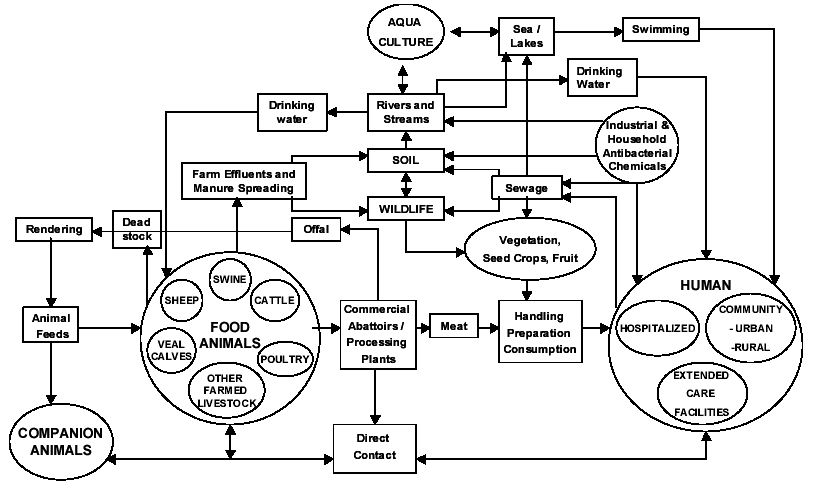 AQUA
CULTURE
Sea /
Lakes
Swimming
Drinking
Water
Drinking
water
Rivers and
Streams
Industrial &
Household
Antibacterial
Chemicals
SOIL
Farm Effluents and
Manure Spreading
Sewage
WILDLIFE
Rendering
Dead
stock
Offal
Vegetation,
Seed Crops, Fruit
SWINE
SHEEP
CATTLE
HUMAN
Animal
Feeds
FOOD
ANIMALS
VEAL
CALVES
POULTRY
OTHER
FARMED
LIVESTOCK
Commercial
Abattoirs /
Processing
Plants
Meat
Handling
Preparation
Consumption
HOSPITALIZED
COMMUNITY
- URBAN
-RURAL
EXTENDED
CARE
FACILITIES
COMPANION
ANIMALS
Direct
Contact